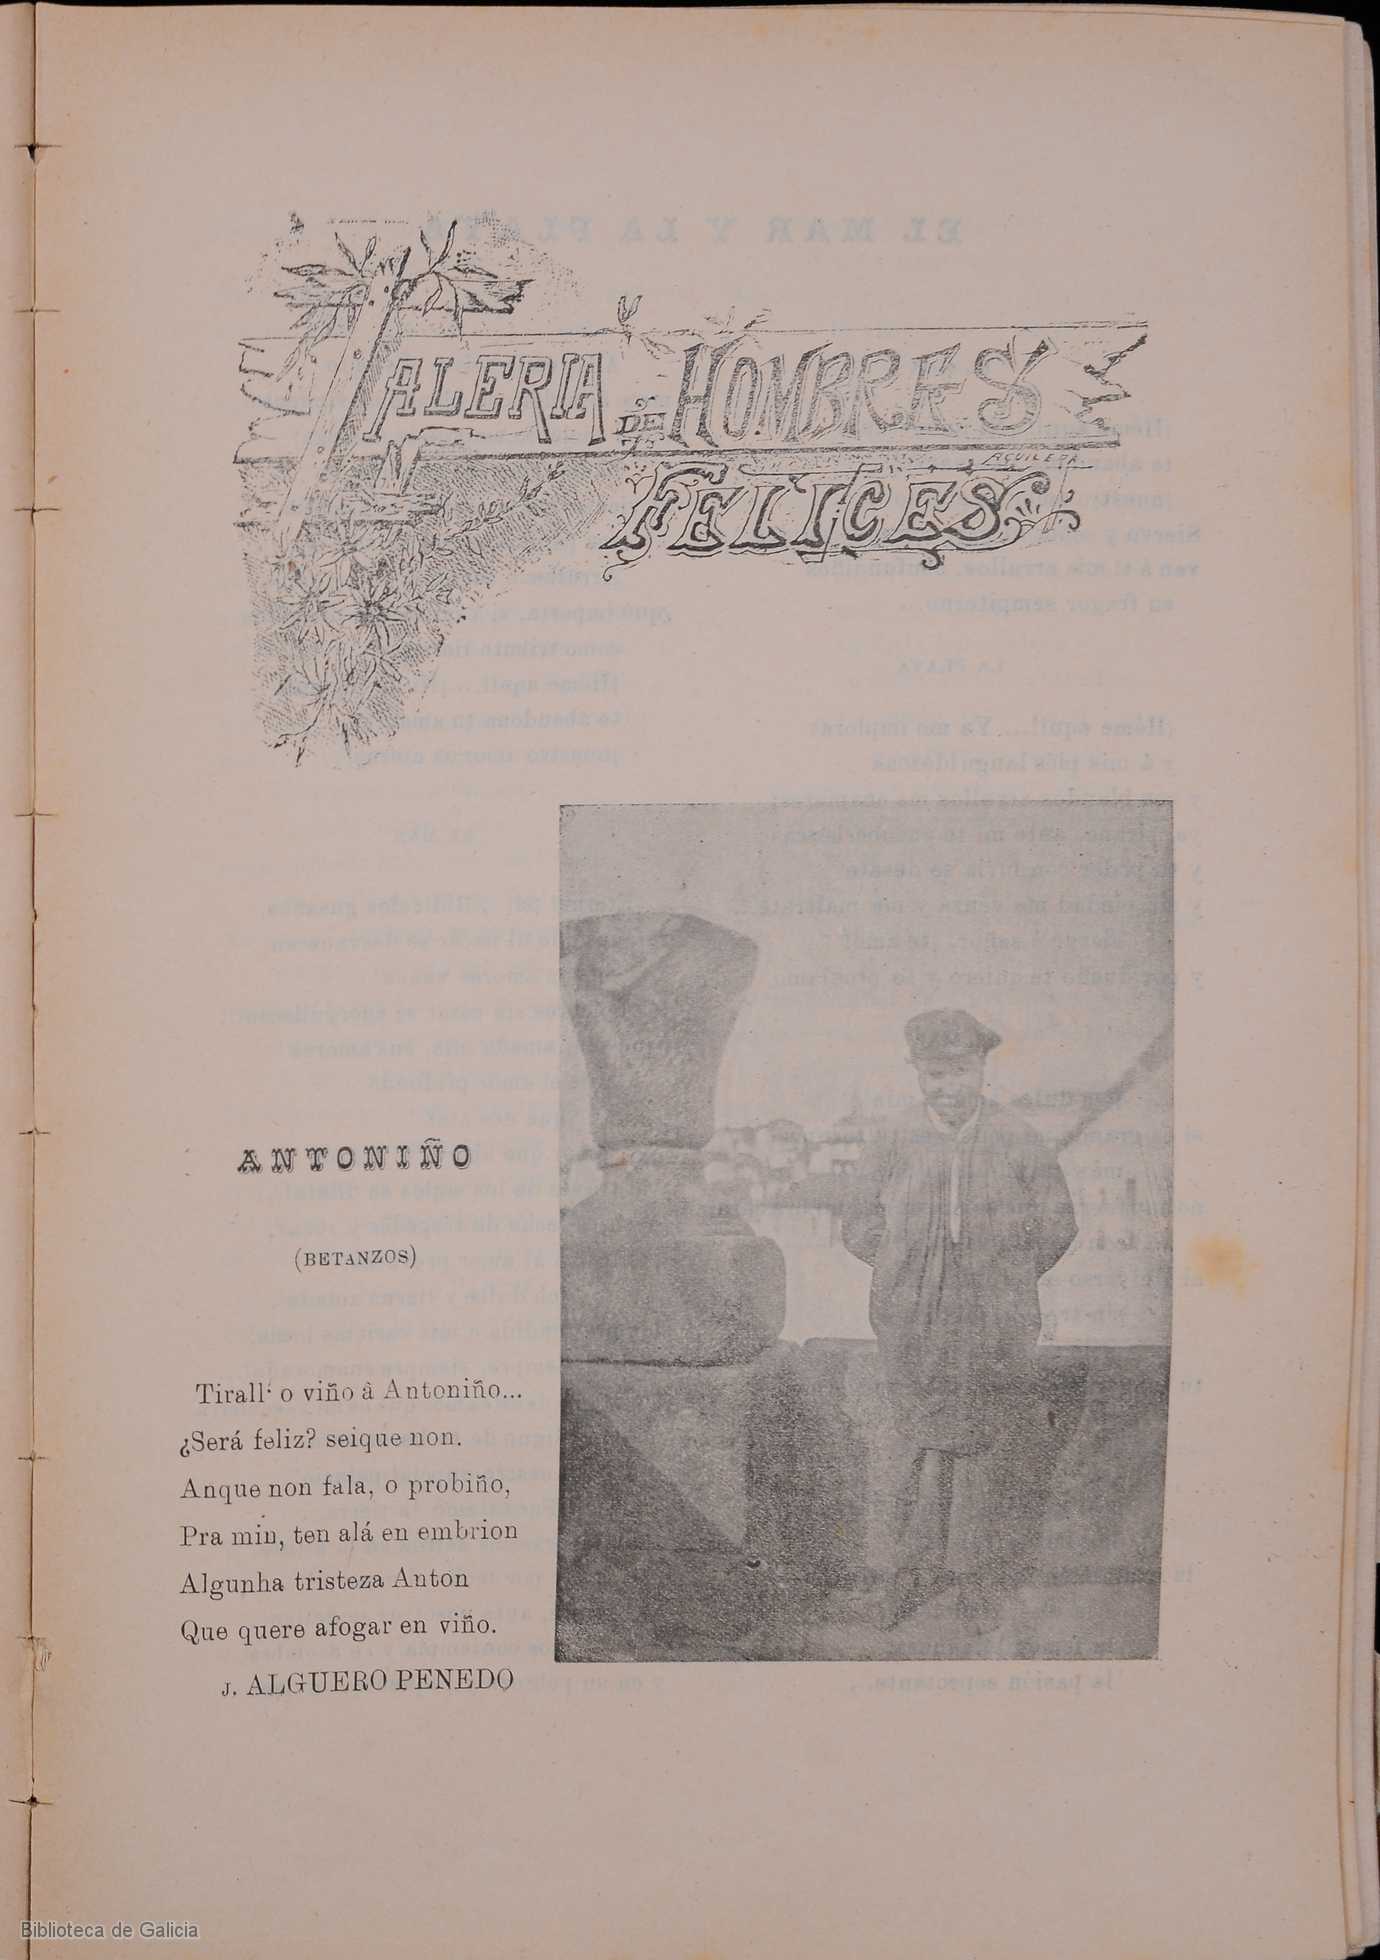 GALERIA DE HOMBRES
AGUILERA
FELICES
ANTONIÑO
(BETANZOS)
Tirall' o viño à Antoniño...
¿Será feliz? seique non.
Anque non fala, o probiño,
Pra min, ten alá en embrion
Algunha tristeza Anton
Que quere afogar en viño.
J. ALGUERO PENEDO
Biblioteca de Galicia